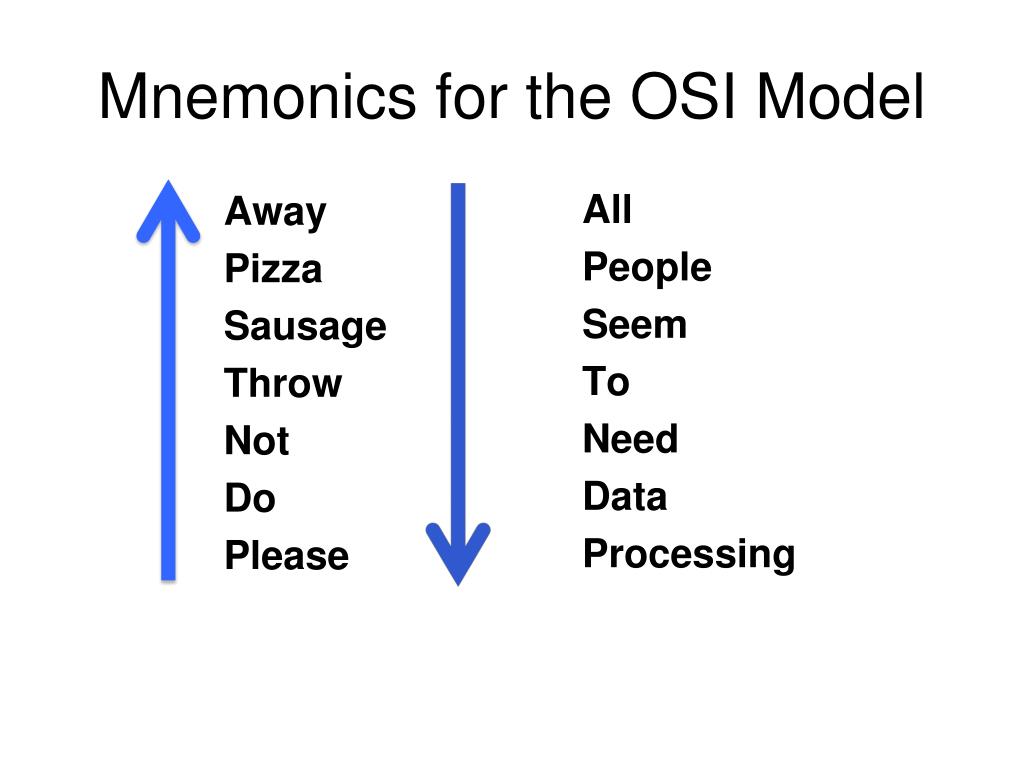 Mnemonics for the OSI Model
Away
Pizza
Sausage
Throw
Not
Do
Please
All
People
Seem
To
Need
Data
Processing